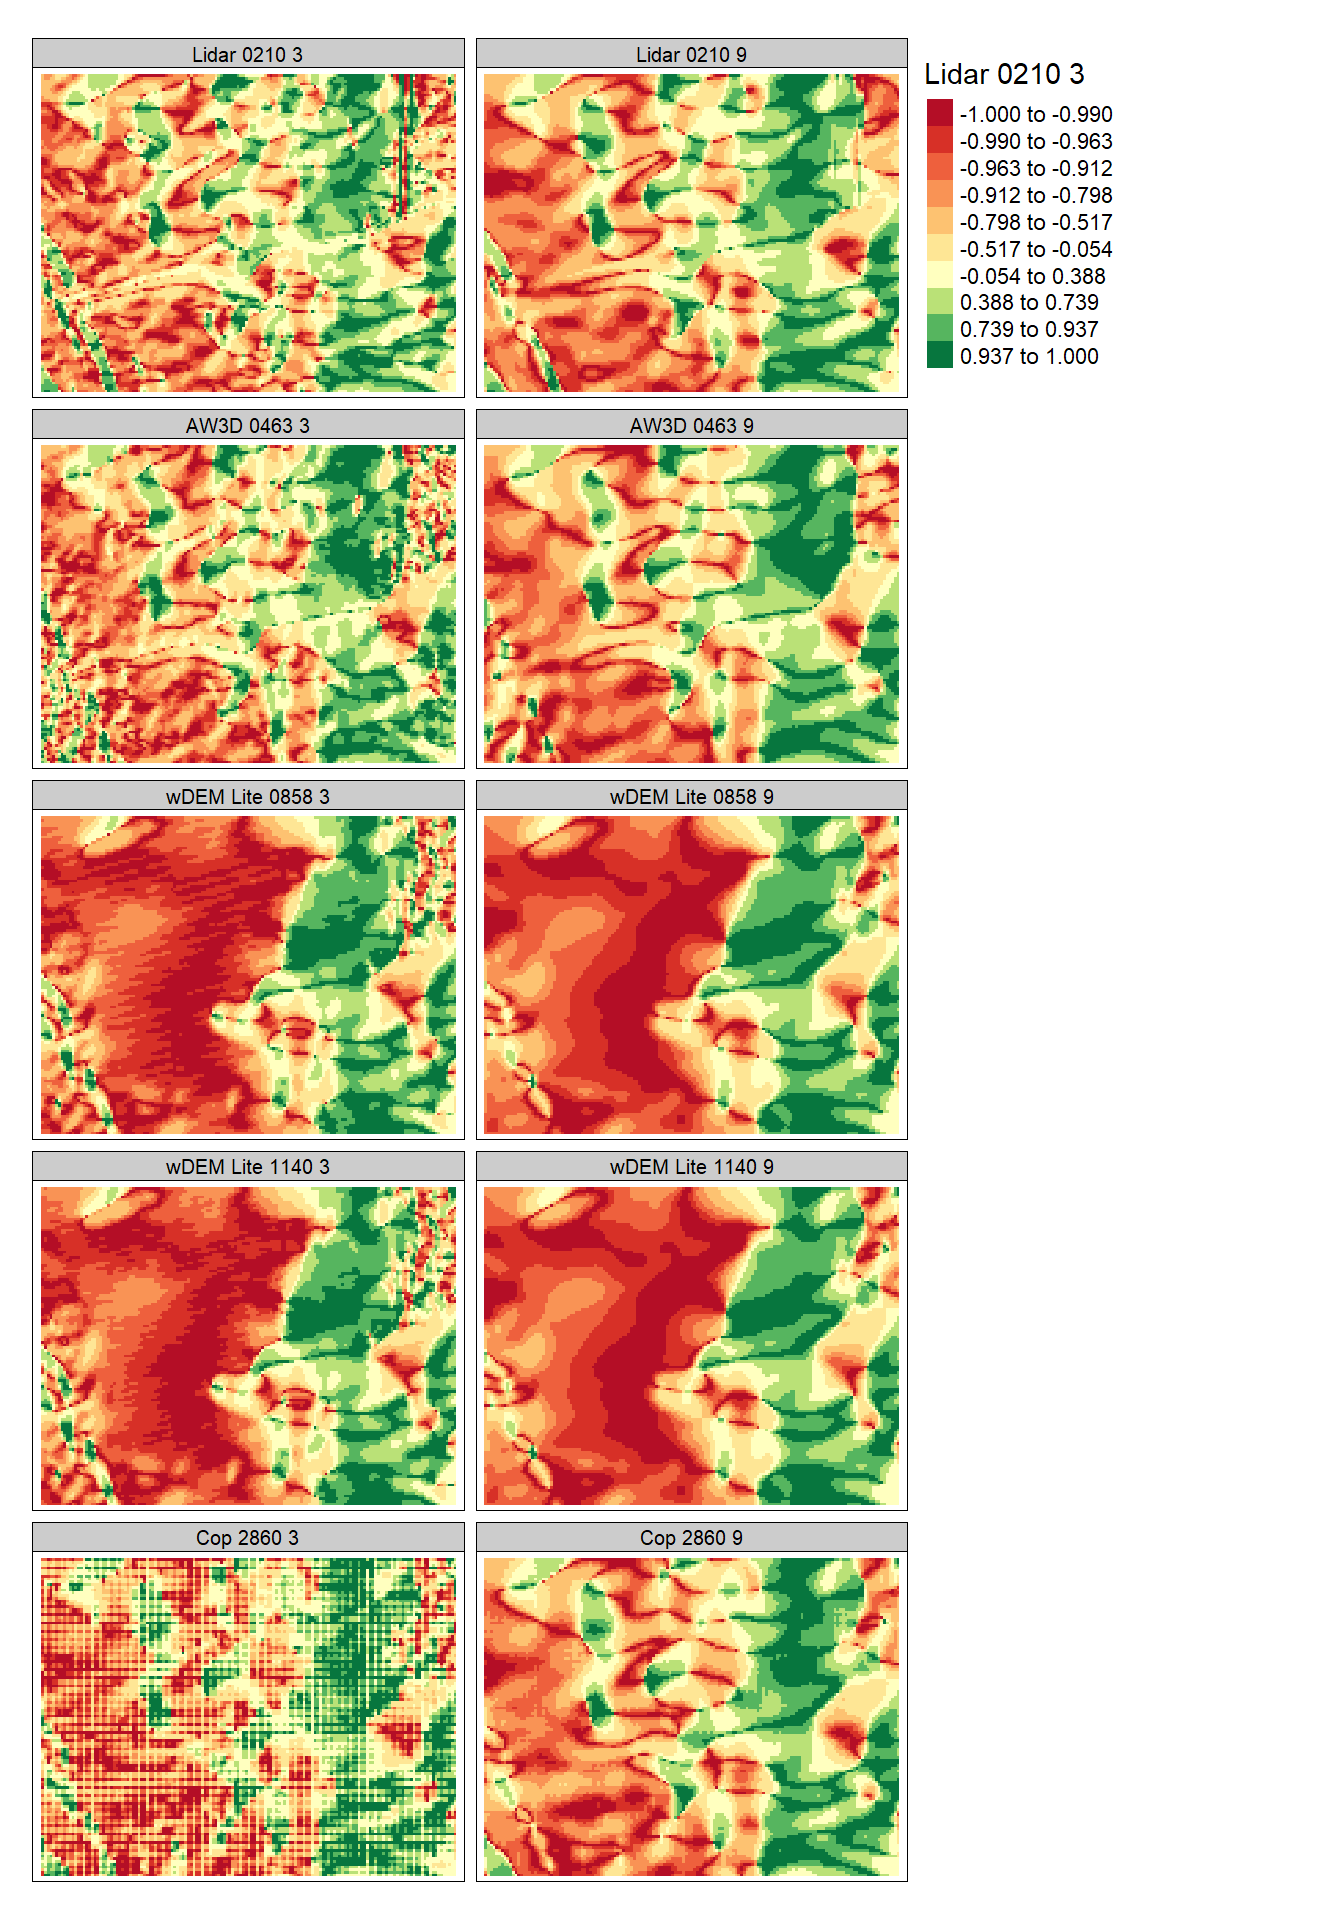 Lidar 0210 3
Lidar 0210 9
Lidar 0210 3
-1.000 to -0.990
-0.990 to -0.963
-0.963 to -0.912
-0.912 to -0.798
-0.798 to -0.517
-0.517 to -0.054
-0.054 to 0.388
0.388 to 0.739
0.739 to 0.937
0.937 to 1.000
AW3D 0463 3
AW3D 0463 9
wDEM Lite 0858 3
wDEM Lite 0858 9
wDEM Lite 1140 3
wDEM Lite 1140 9
Cop 2860 3
Cop 2860 9